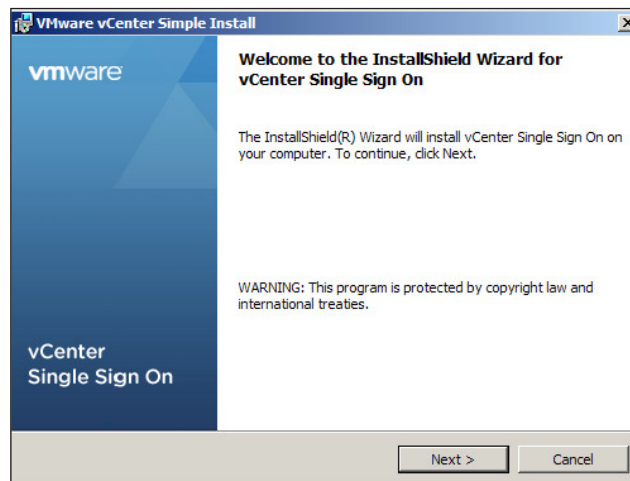 VMware vCenter Simple Install
vmware
Welcome to the InstallShield Wizard for
vCenter Single Sign On
The InstallShield(R) Wizard will install vCenter Single Sign On on
your computer. To continue, click Next.
WARNING: This program is protected by copyright law and
international treaties.
vCenter
Single Sign On
Next >
Cancel